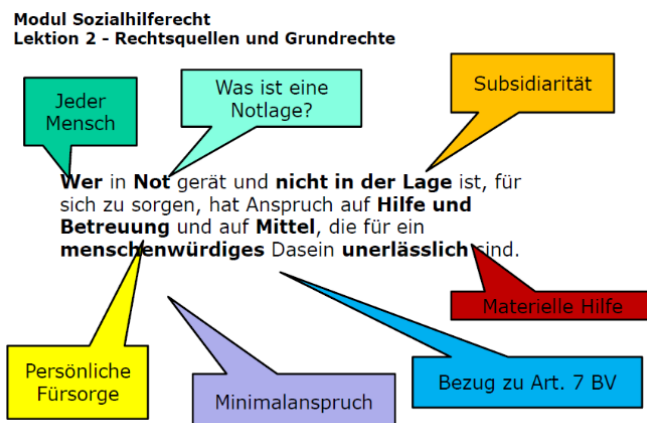 Modul Sozialhilferecht
Lektion 2 - Rechtsquellen und Grundrechte
Jeder
Mensch
Was ist eine
Notlage?
Subsidiarität
Wer in Not gerät und nicht in der Lage ist, für
sich zu sorgen, hat Anspruch auf Hilfe und
Betreuung und auf Mittel, die für ein
menschenwürdiges Dasein unerlässlich sind.
Materielle Hilfe
Persönliche
Fürsorge
Minimalanspruch
Bezug zu Art. 7 BV